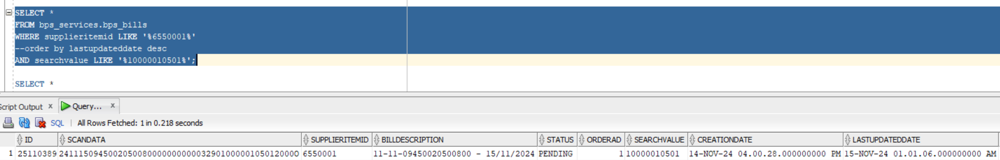 SELECT *
FROM bps_services.bps_bills
WHERE supplieritemid LIKE '%6550001%'
--order by lastupdateddate desc
AND searchvalue LIKE '%10000010501%';
SELECT *
Script Output x Query... x
SQL | All Rows Fetched: 1 in 0.218 seconds
ID SCANDATA SUPPLIERITEMID BILLDESCRIPTION STATUS ORDERAD SEARCHVALUE CREATIONDATE LASTUPDATEDDATE
1 25110389 6550001 11-11-09450020500800 - 15/11/2024 PENDING 1 10000010501 14-NOV-24 04.00.28.000000000 PM 15-NOV-24 01.01.06.000000000 AM